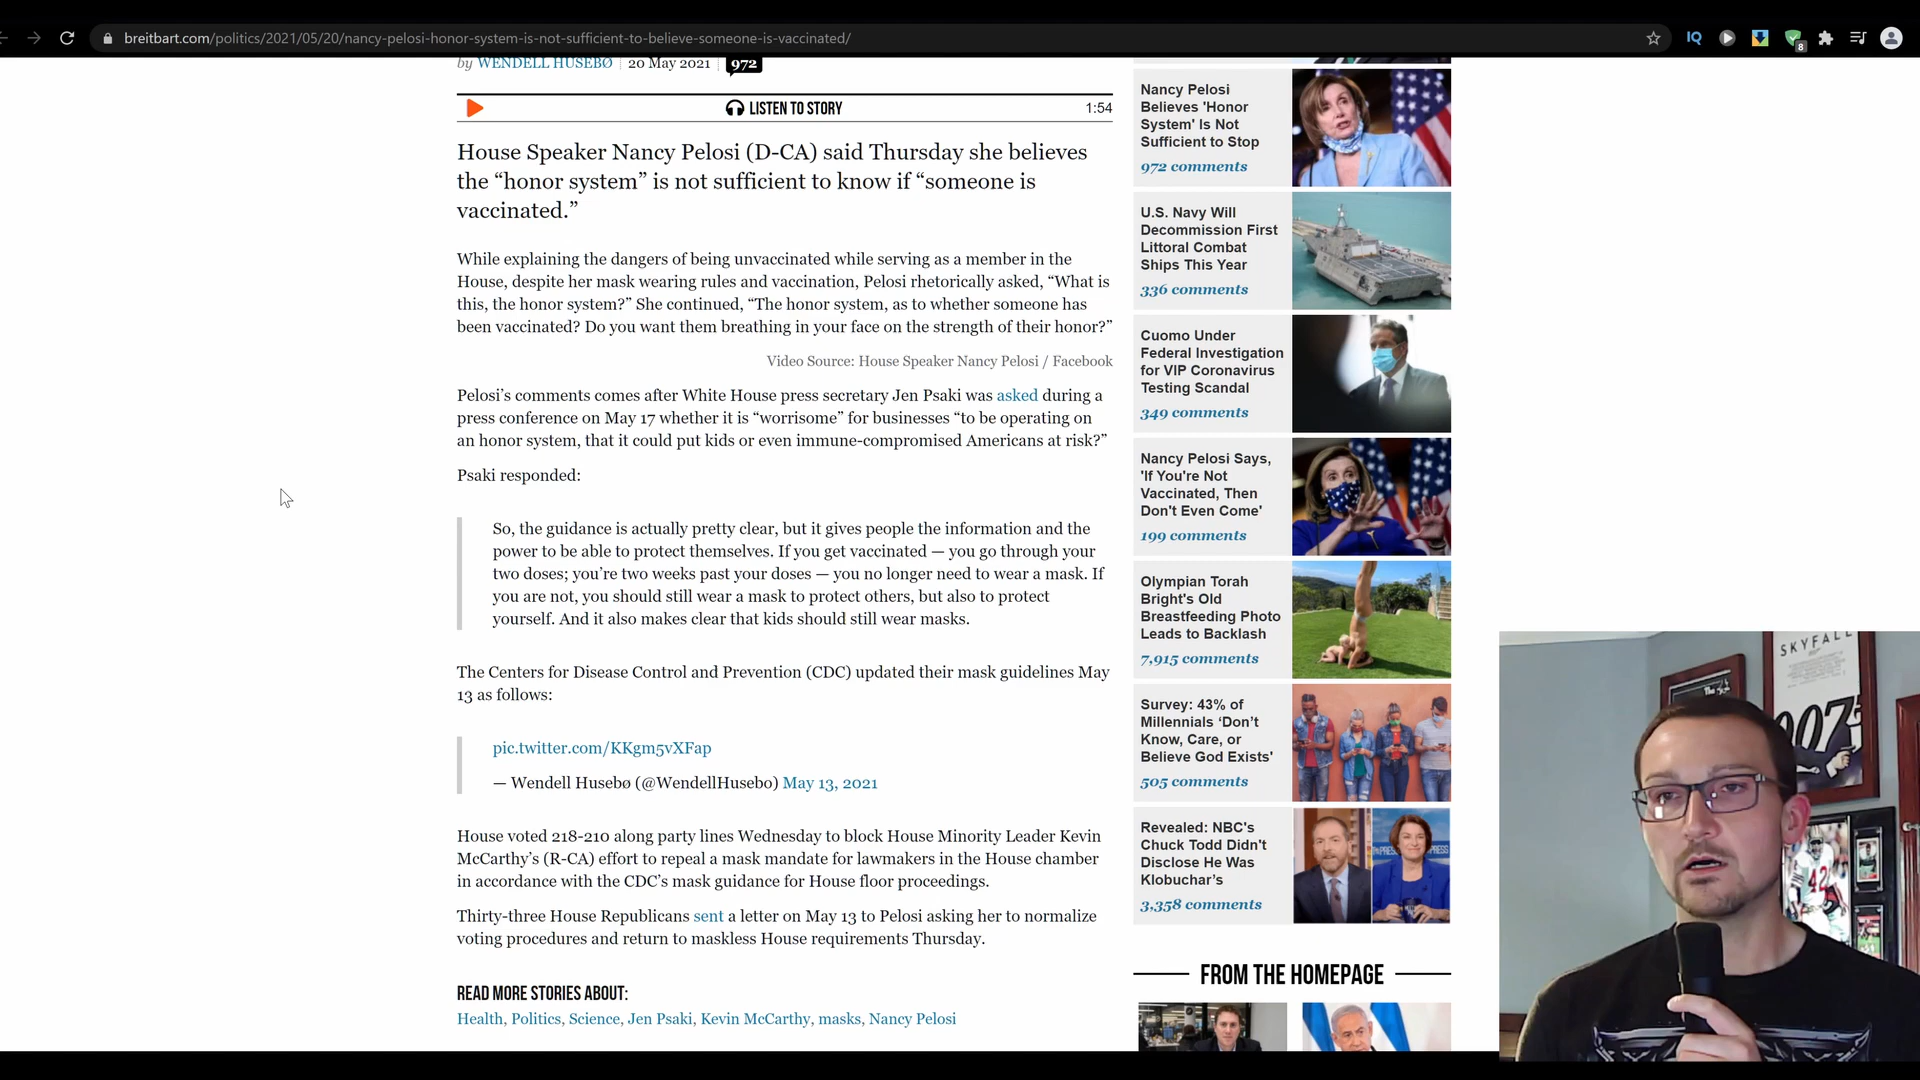 breitbart.com/politics/2021/05/20/nancy-pelosi-honor-system-is-not-sufficient-to-believe-someone-is-vaccinated/
IQ
8
by WENDELL HUSEBØ 20 May 2021 972
LISTEN TO STORY 1:54
House Speaker Nancy Pelosi (D-CA) said Thursday she believes
the “honor system” is not sufficient to know if “someone is
vaccinated.”
While explaining the dangers of being unvaccinated while serving as a member in the
House, despite her mask wearing rules and vaccination, Pelosi rhetorically asked, “What is
this, the honor system?” She continued, “The honor system, as to whether someone has
been vaccinated? Do you want them breathing in your face on the strength of their honor?”
Video Source: House Speaker Nancy Pelosi / Facebook
Pelosi’s comments comes after White House press secretary Jen Psaki was asked during a
press conference on May 17 whether it is “worrisome” for businesses “to be operating on
an honor system, that it could put kids or even immune-compromised Americans at risk?”
Psaki responded:
So, the guidance is actually pretty clear, but it gives people the information and the
power to be able to protect themselves. If you get vaccinated — you go through your
two doses; you’re two weeks past your doses — you no longer need to wear a mask. If
you are not, you should still wear a mask to protect others, but also to protect
yourself. And it also makes clear that kids should still wear masks.
The Centers for Disease Control and Prevention (CDC) updated their mask guidelines May
13 as follows:
pic.twitter.com/KKgm5vXFap
— Wendell Husebø (@WendellHusebo) May 13, 2021
House voted 218-210 along party lines Wednesday to block House Minority Leader Kevin
McCarthy’s (R-CA) effort to repeal a mask mandate for lawmakers in the House chamber
in accordance with the CDC’s mask guidance for House floor proceedings.
Thirty-three House Republicans sent a letter on May 13 to Pelosi asking her to normalize
voting procedures and return to maskless House requirements Thursday.
READ MORE STORIES ABOUT:
Health, Politics, Science, Jen Psaki, Kevin McCarthy, masks, Nancy Pelosi
Nancy Pelosi
Believes 'Honor
System' Is Not
Sufficient to Stop
972 comments
U.S. Navy Will
Decommission First
Littoral Combat
Ships This Year
336 comments
Cuomo Under
Federal Investigation
for VIP Coronavirus
Testing Scandal
349 comments
Nancy Pelosi Says,
'If You're Not
Vaccinated, Then
Don't Even Come'
199 comments
Olympian Torah
Bright's Old
Breastfeeding Photo
Leads to Backlash
7,915 comments
Survey: 43% of
Millennials ‘Don’t
Know, Care, or
Believe God Exists'
505 comments
Revealed: NBC's
Chuck Todd Didn't
Disclose He Was
Klobuchar’s
3,358 comments
FROM THE HOMEPAGE
SKYFALL
007
42